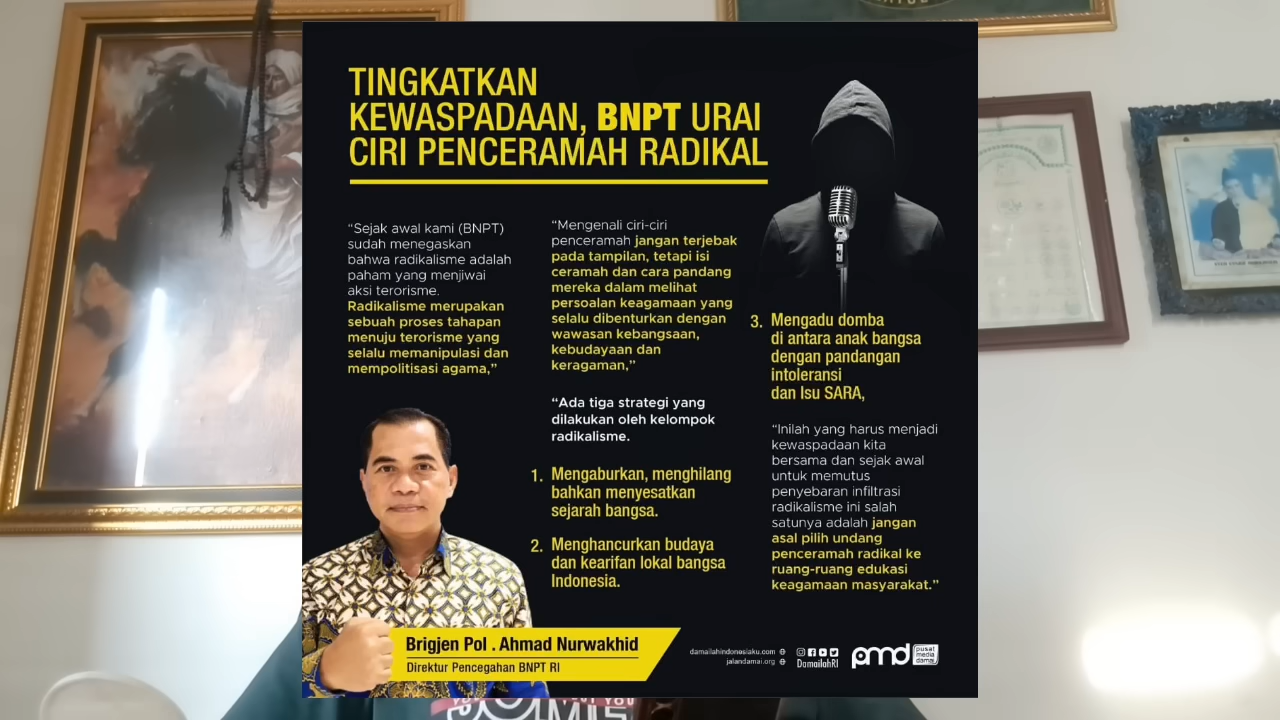 TINGKATKAN
KEWASPADAAN, BNPT URAI
CIRI PENCERAMAH RADIKAL
“Sejak awal kami (BNPT)
sudah menegaskan
bahwa radikalisme adalah
paham yang menjiwai
aksi terorisme.
Radikalisme merupakan
sebuah proses tahapan
menuju terorisme yang
selalu memanipulasi dan
mempolitisasi agama,”
“Mengenali ciri-ciri
penceramah jangan terjebak
pada tampilan, tetapi isi
ceramah dan cara pandang
mereka dalam melihat
persoalan keagamaan yang
selalu dibenturkan dengan
wawasan kebangsaan,
kebudayaan dan
keragaman,”
“Ada tiga strategi yang
dilakukan oleh kelompok
radikalisme.
1. Mengaburkan, menghilang
bahkan menyesatkan
sejarah bangsa.
2. Menghancurkan budaya
dan kearifan lokal bangsa
Indonesia.
3. Mengadu domba
di antara anak bangsa
dengan pandangan
intoleransi
dan Isu SARA,
“Inilah yang harus menjadi
kewaspadaan kita
bersama dan sejak awal
untuk memutus
penyebaran infiltrasi
radikalisme ini salah
satunya adalah jangan
asal pilih undang
penceramah radikal ke
ruang-ruang edukasi
keagamaan masyarakat.”
Brigjen Pol . Ahmad Nurwakhid
Direktur Pencegahan BNPT RI
damailahindonesiaku.com
jalandamai.org
DamailahRI
pmd pusat
media
damai